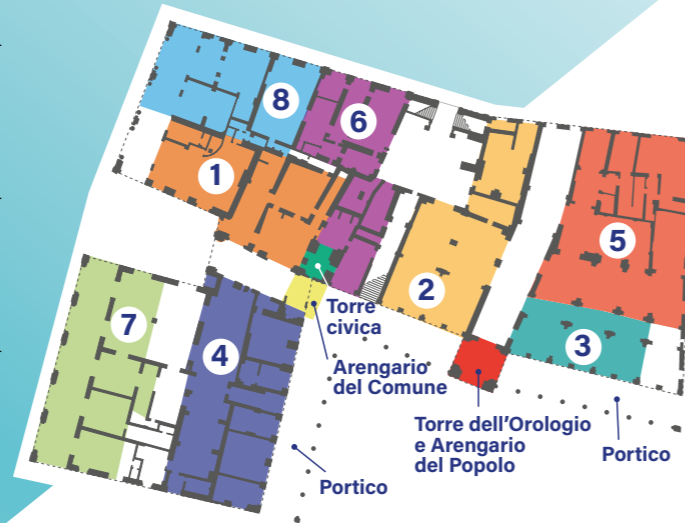 8
6
1
5
2
7
4
3
Torre
civica
Arengario
del Comune
Torre dell'Orologio
e Arengario
del Popolo
Portico
Portico